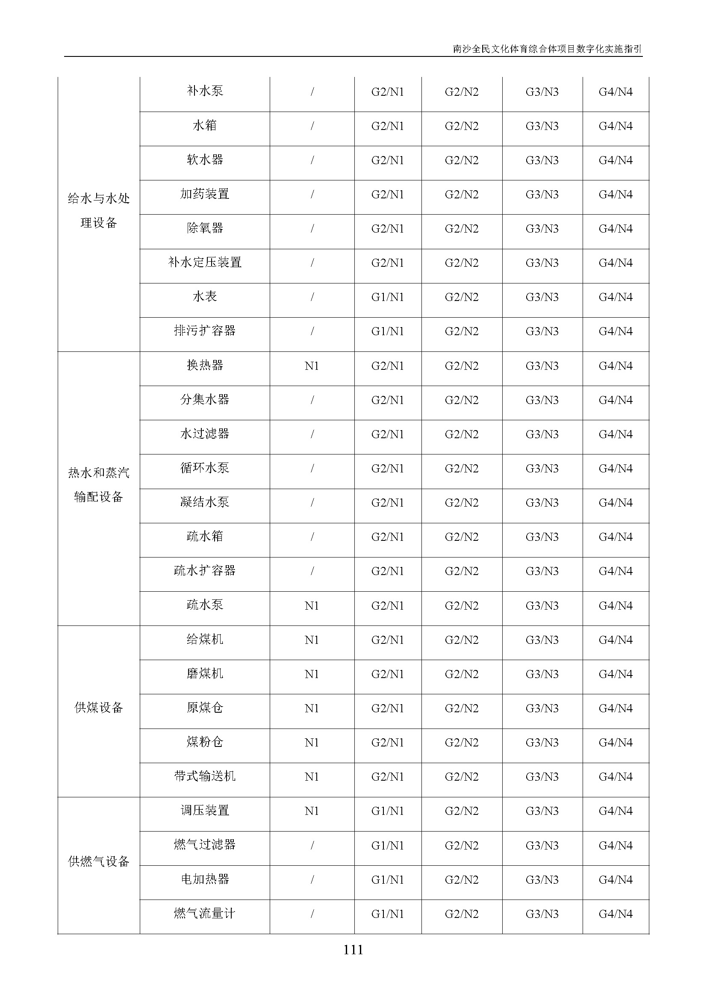 南沙全民文化体育综合体项目数字化实施指引
给水与水处
理设备
补水泵 / G2/N1 G2/N2 G3/N3 G4/N4
水箱 / G2/N1 G2/N2 G3/N3 G4/N4
软水器 / G2/N1 G2/N2 G3/N3 G4/N4
加药装置 / G2/N1 G2/N2 G3/N3 G4/N4
除氧器 / G2/N1 G2/N2 G3/N3 G4/N4
补水定压装置 / G2/N1 G2/N2 G3/N3 G4/N4
水表 / G1/N1 G2/N2 G3/N3 G4/N4
排污扩容器 / G1/N1 G2/N2 G3/N3 G4/N4
热水和蒸汽
输配设备
换热器 N1 G2/N1 G2/N2 G3/N3 G4/N4
分集水器 / G2/N1 G2/N2 G3/N3 G4/N4
水过滤器 / G2/N1 G2/N2 G3/N3 G4/N4
循环水泵 / G2/N1 G2/N2 G3/N3 G4/N4
凝结水泵 / G2/N1 G2/N2 G3/N3 G4/N4
疏水箱 / G2/N1 G2/N2 G3/N3 G4/N4
疏水扩容器 / G2/N1 G2/N2 G3/N3 G4/N4
疏水泵 N1 G2/N1 G2/N2 G3/N3 G4/N4
供煤设备
给煤机 N1 G2/N1 G2/N2 G3/N3 G4/N4
磨煤机 N1 G2/N1 G2/N2 G3/N3 G4/N4
原煤仓 N1 G2/N1 G2/N2 G3/N3 G4/N4
煤粉仓 N1 G2/N1 G2/N2 G3/N3 G4/N4
带式输送机 N1 G2/N1 G2/N2 G3/N3 G4/N4
供燃气设备
调压装置 N1 G1/N1 G2/N2 G3/N3 G4/N4
燃气过滤器 / G1/N1 G2/N2 G3/N3 G4/N4
电加热器 / G1/N1 G2/N2 G3/N3 G4/N4
燃气流量计 / G1/N1 G2/N2 G3/N3 G4/N4
111